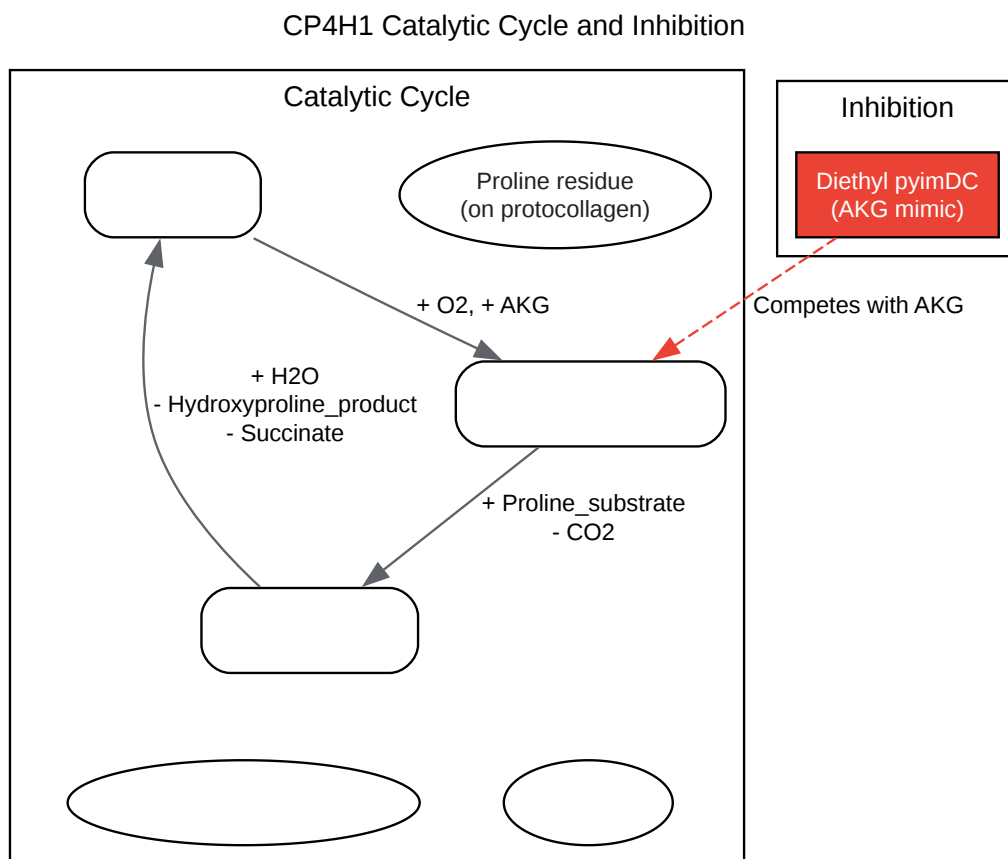 CP4H1 Catalytic Cycle and Inhibition
Catalytic Cycle
Inhibition
Proline residue
(on protocollagen)
Diethyl pyimDC
(AKG mimic)
+ O2, + AKG
Competes with AKG
+ H2O
- Hydroxyproline_product
- Succinate
+ Proline_substrate
- CO2